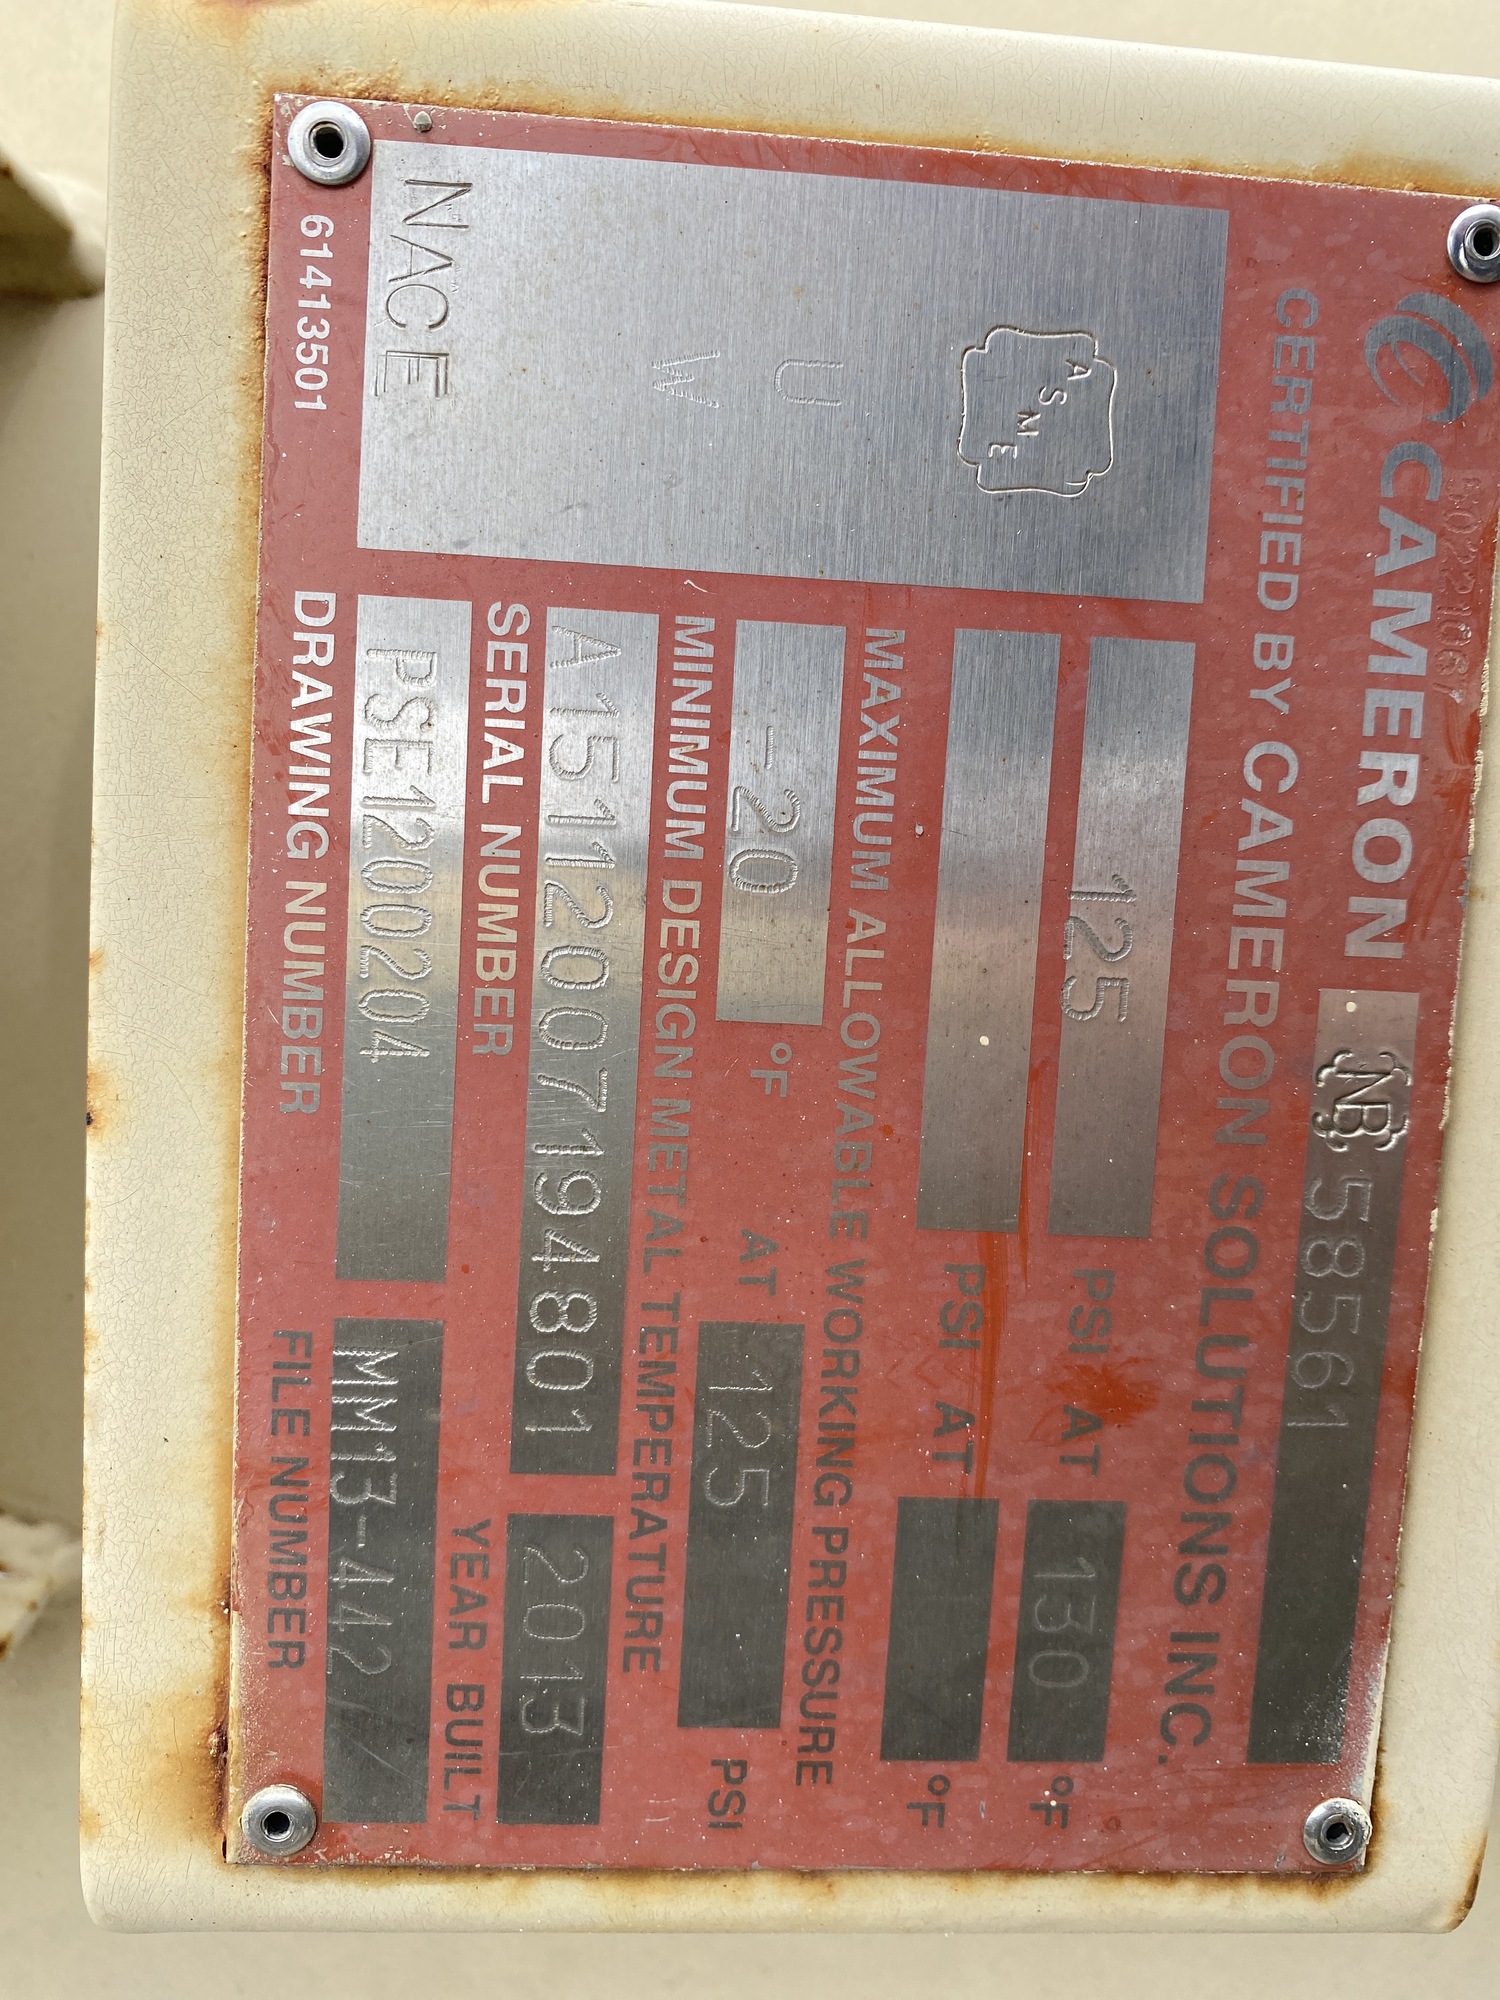 CAMERON NB 58561
CERTIFIED BY CAMERON SOLUTIONS INC.
ASME
U
W
NACE
125 PSI AT 130 °F
PSI AT °F
MAXIMUM ALLOWABLE WORKING PRESSURE
-20 °F AT 125 PSI
MINIMUM DESIGN METAL TEMPERATURE
A15112007194801 2013
SERIAL NUMBER YEAR BUILT
PSE1200204 MM13-442
61413501 DRAWING NUMBER FILE NUMBER